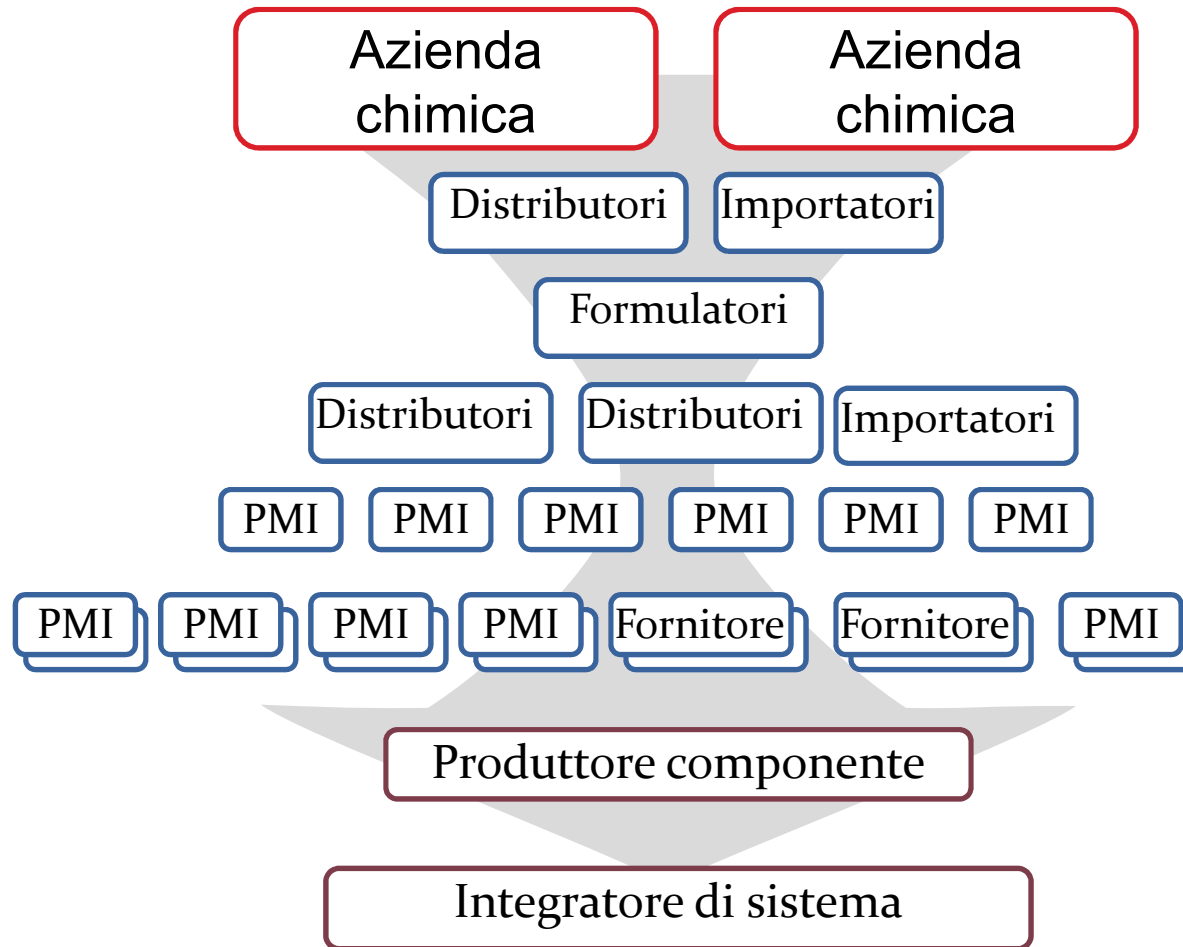 Azienda
chimica
Azienda
chimica
Distributori
Importatori
Formulatori
Distributori
Distributori
Importatori
PMI
PMI
PMI
PMI
PMI
PMI
PMI
PMI
PMI
PMI
Fornitore
Fornitore
PMI
Produttore componente
Integratore di sistema